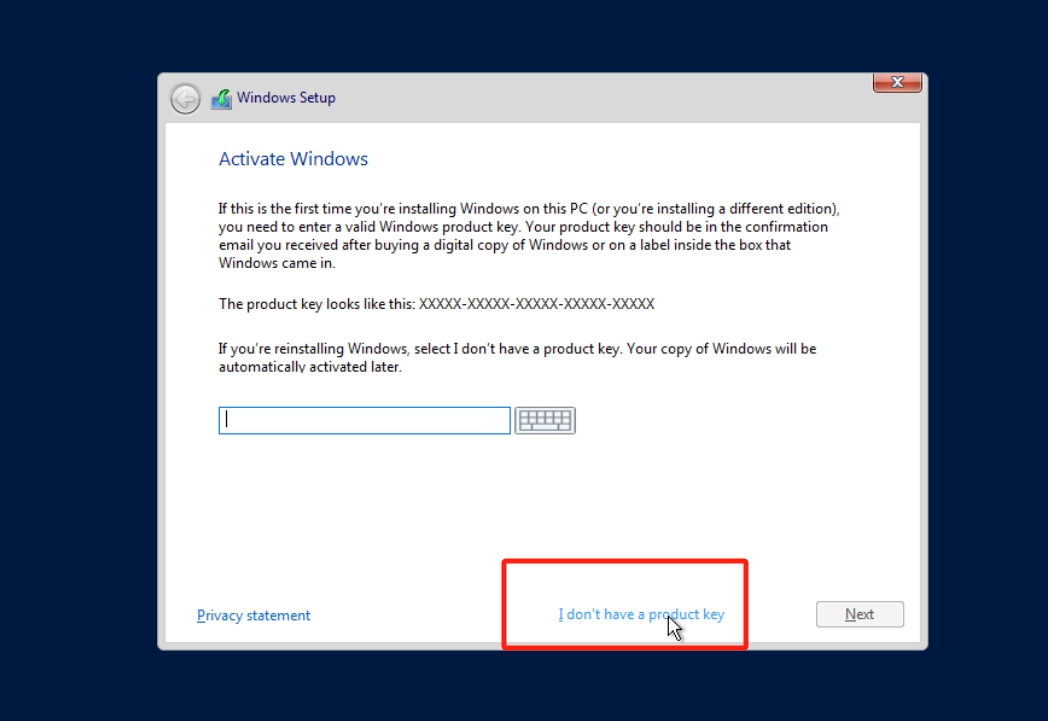 Windows Setup
Activate Windows
If this is the first time you're installing Windows on this PC (or you're installing a different edition),
you need to enter a valid Windows product key. Your product key should be in the confirmation
email you received after buying a digital copy of Windows or on a label inside the box that
Windows came in.
The product key looks like this: XXXXX-XXXXX-XXXXX-XXXXX-XXXXX
If you're reinstalling Windows, select I don't have a product key. Your copy of Windows will be
automatically activated later.
Privacy statement
I don't have a product key
Next